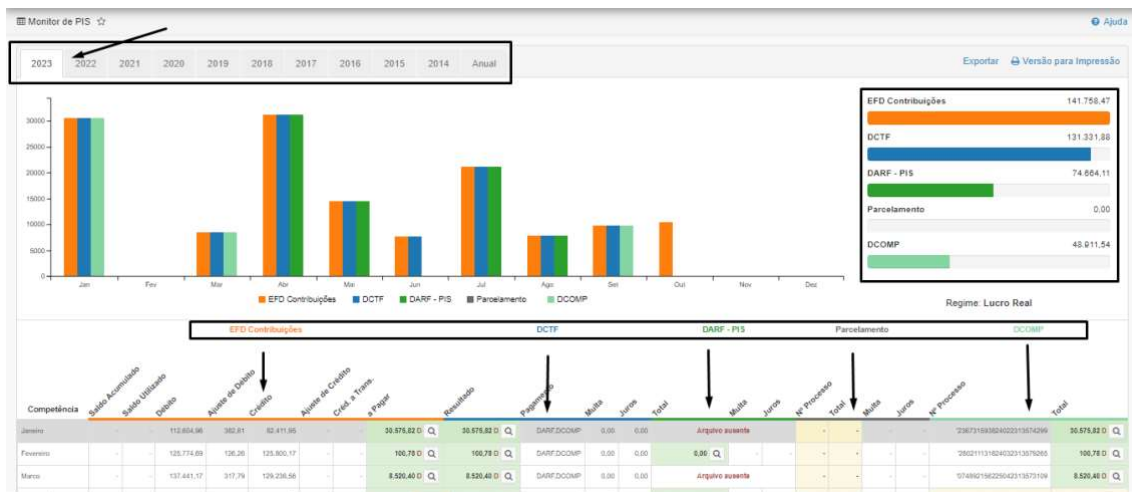 Monitor de PIS
Ajuda
2023 2022 2021 2020 2019 2018 2017 2016 2015 2014 Anual
Exportar Versão para Impressão
30000
25000
20000
15000
10000
5000
0
Jan Fev Mar Abr Mai Jun Jul Ago Set Out Nov Dez
EFD Contribuições DCTF DARF - PIS Parcelamento DCOMP
EFD Contribuições 141.758,47
DCTF 131.331,88
DARF - PIS 74.664,11
Parcelamento 0,00
DCOMP 48.911,54
Regime: Lucro Real
EFD Contribuições DCTF DARF - PIS Parcelamento DCOMP
Competência Saldo Acumulado Saldo Utilizado Débito Ajuste de Débito Crédito Ajuste de Crédito Créd. a Trans. a Pagar Resultado Pagamento Multa Juros Total Multa Juros Nº Processo Total Multa Juros Nº Processo Total
Janeiro - - 112.604,96 382,81 82.411,95 - - 30.575,82 D 30.575,82 D DARF,DCOMP 0,00 0,00 Arquivo ausente - - - - 30.575,82 D
Fevereiro - - 125.774,69 126,26 125.800,17 - - 100,78 D 100,78 D DARF,DCOMP 0,00 0,00 0,00 - - - - - - 100,78 D
Marco - - 137.441,17 317,79 129.238,56 - - 8.520,40 D 8.520,40 D DARF,DCOMP 0,00 0,00 Arquivo ausente - - - - 8.520,40 D